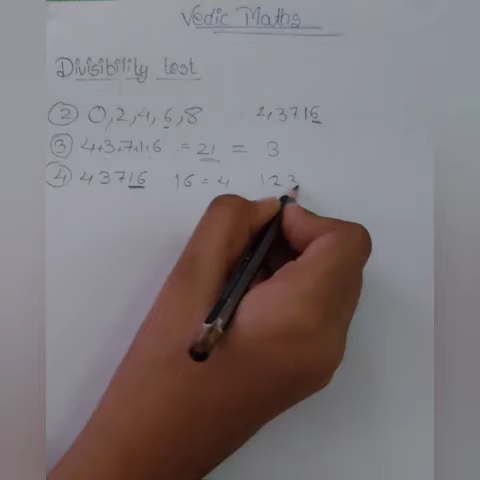 Vedic Maths
Divisibility test
② 0,2,4,6,8 43716
③ 4+3+7+1+6 = 21 = 3
④ 43716 16 = 4 123